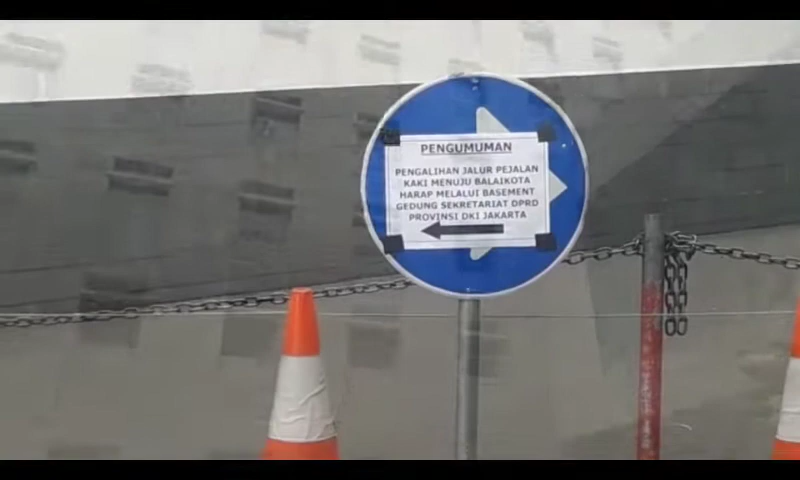 PENGUMUMAN
PENGALIHAN JALUR PEJALAN
KAKI MENUJU BALAIKOTA
HARAP MELALUI BASEMENT
GEDUNG SEKRETARIAT DPRD
PROVINSI DKI JAKARTA